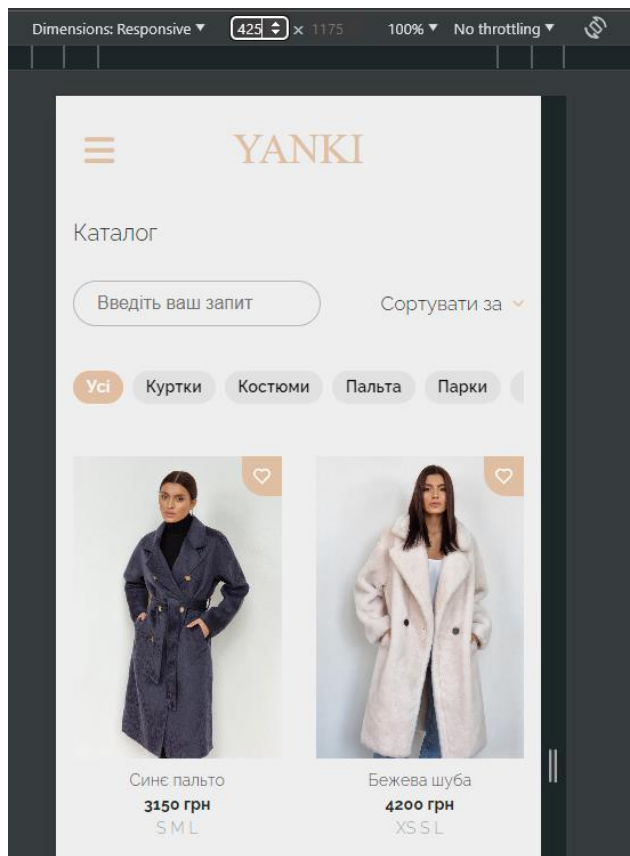 Dimensions: Responsive 425 × 1175 100% No throttling
YANKI
Каталог
Введіть ваш запит Сортувати за
Усі Куртки Костюми Пальта Парки
Синє пальто Бежева шуба
3150 грн 4200 грн
S M L XS S L